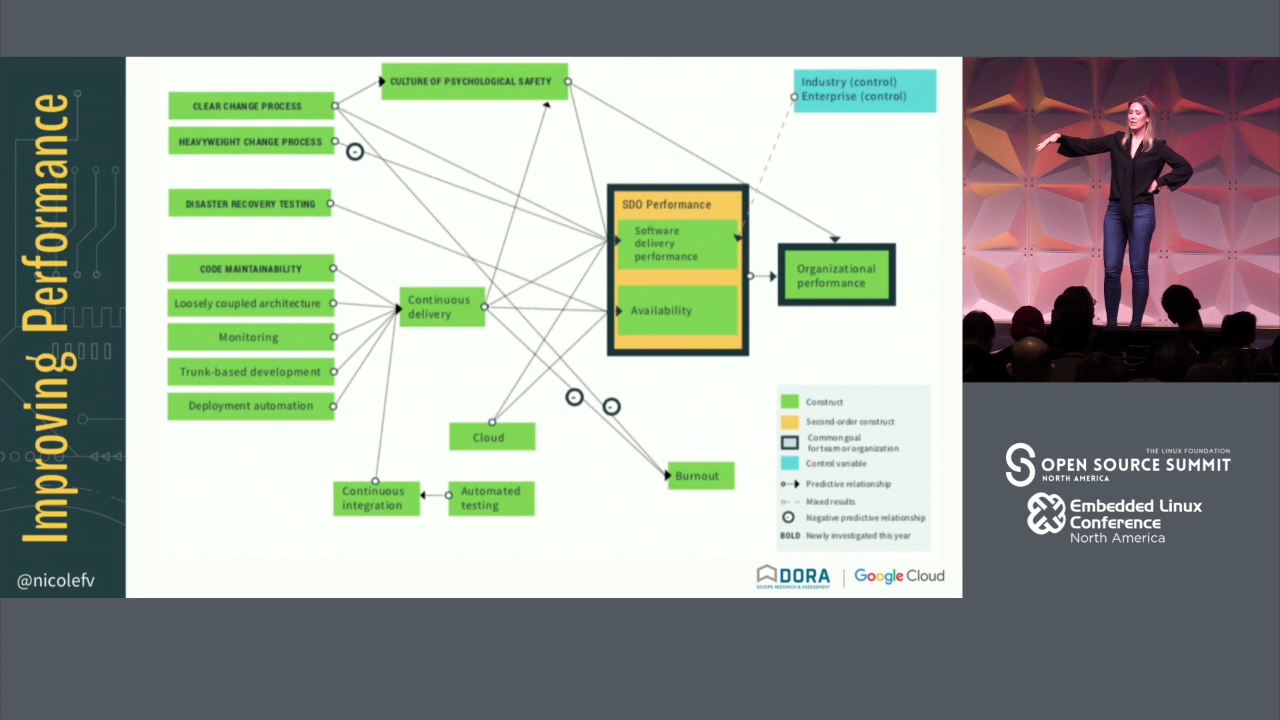 Improving Performance
@nicolefv
CULTURE OF PSYCHOLOGICAL SAFETY
CLEAR CHANGE PROCESS
HEAVYWEIGHT CHANGE PROCESS
-
DISASTER RECOVERY TESTING
CODE MAINTAINABILITY
Loosely coupled architecture
Monitoring
Trunk-based development
Deployment automation
Continuous
delivery
Cloud
Continuous
integration
Automated
testing
-
-
Burnout
SDO Performance
Software
delivery
performance
Availability
Organizational
performance
Industry (control)
Enterprise (control)
Construct
Second-order construct
Common goal
for team or organization
Control variable
Predictive relationship
Mixed results
-
Negative predictive relationship
BOLD Newly investigated this year
DORA
DEVOPS RESEARCH & ASSESSMENT
Google Cloud
THE LINUX FOUNDATION
OPEN SOURCE SUMMIT
NORTH AMERICA
Embedded Linux
Conference
North America